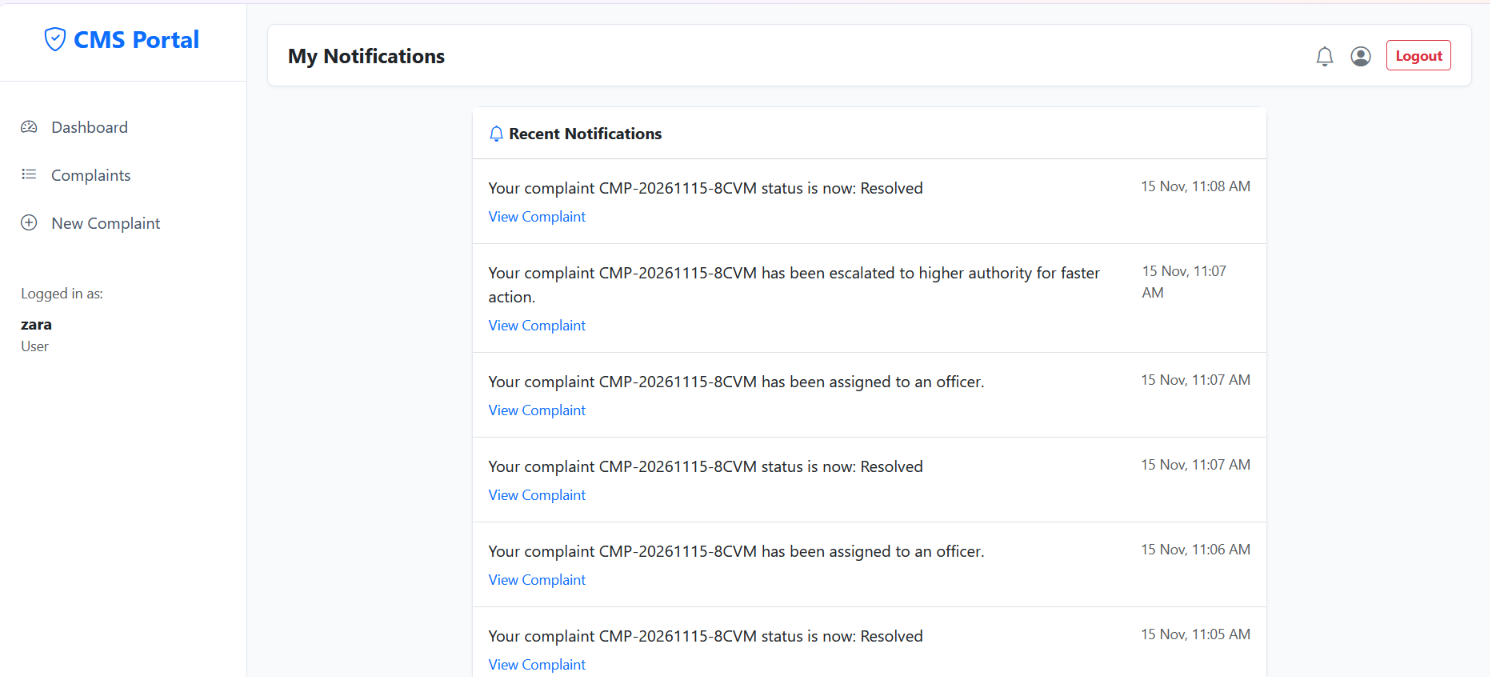 CMS Portal
My Notifications
Logout
Dashboard
Complaints
New Complaint
Logged in as:
zara
User
Recent Notifications
Your complaint CMP-20261115-8CVM status is now: Resolved
15 Nov, 11:08 AM
View Complaint
Your complaint CMP-20261115-8CVM has been escalated to higher authority for faster
action.
15 Nov, 11:07
AM
View Complaint
Your complaint CMP-20261115-8CVM has been assigned to an officer.
15 Nov, 11:07 AM
View Complaint
Your complaint CMP-20261115-8CVM status is now: Resolved
15 Nov, 11:07 AM
View Complaint
Your complaint CMP-20261115-8CVM has been assigned to an officer.
15 Nov, 11:06 AM
View Complaint
Your complaint CMP-20261115-8CVM status is now: Resolved
15 Nov, 11:05 AM
View Complaint